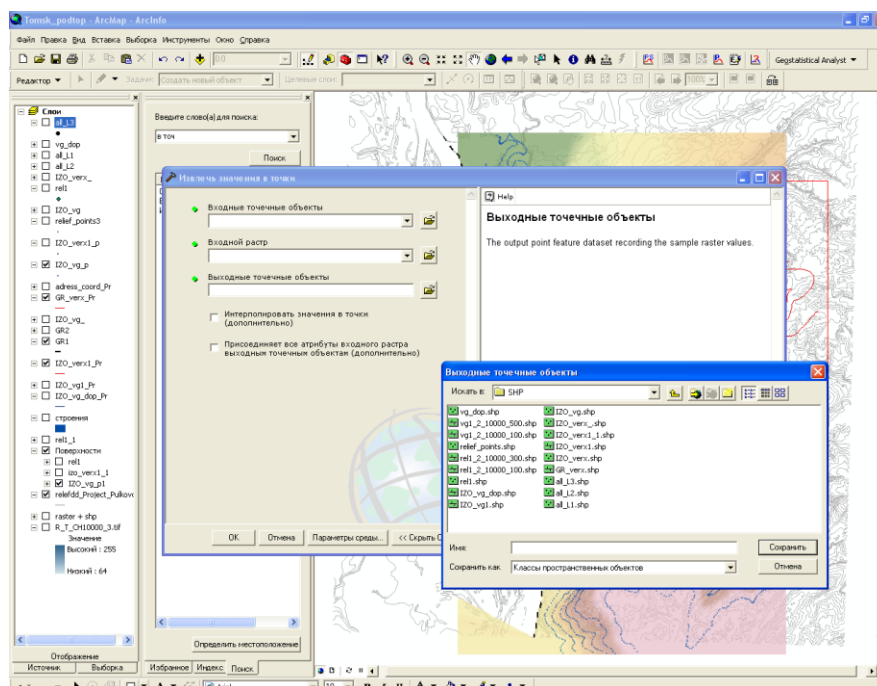 Tomsk_podtop - ArcMap - ArcInfo
Файл Правка Вид Вставка Выборка Инструменты Окно Справка
Geostatistical Analyst
Редактор
Задачи: Создать новый объект
Целевые слои:
100%
Слои
all_L3
vg_dop
all_L1
all_L2
IZO_verx_
rel1
IZO_vg
relief_points3
IZO_verx1_p
IZO_vg_p
adress_coord_Pr
GR_verx_Pr
IZO_vg_
GR2
GR1
IZO_verx1_Pr
IZO_vg1_Pr
IZO_vg_dop_Pr
строения
rel1_1
Поверхности
rel1
izo_verx1_1
IZO_vg_p1
relefdd_Project_Pulkovo
raster + shp
R_T_CH10000_3.tif
Значение
Высокий : 255
Низкий : 64
Отображение
Источник Выборка
Введите слово(а) для поиска:
в точ
Поиск
Определить местоположение
Избранное Индекс Поиск
Извлечь значения в точки
Входные точечные объекты
Входной растр
Выходные точечные объекты
Интерполировать значения в точки
(дополнительно)
Присоединяет все атрибуты входного растра
выходным точечным объектам (дополнительно)
OK Отмена Параметры среды... << Скрыть С
Help
Выходные точечные объекты
The output point feature dataset recording the sample raster values.
Выходные точечные объекты
Искать в: SHP
vg_dop.shp IZO_vg.shp
vg1_2_10000_500.shp IZO_verx_.shp
vg1_2_10000_100.shp IZO_verx1_1.shp
relief_points.shp IZO_verx1.shp
rel1_2_10000_300.shp IZO_verx.shp
rel1_2_10000_100.shp GR_verx.shp
rel1.shp all_L3.shp
IZO_vg_dop.shp all_L2.shp
IZO_vg1.shp all_L1.shp
Имя: Сохранить
Сохранить как: Классы пространственных объектов Отмена